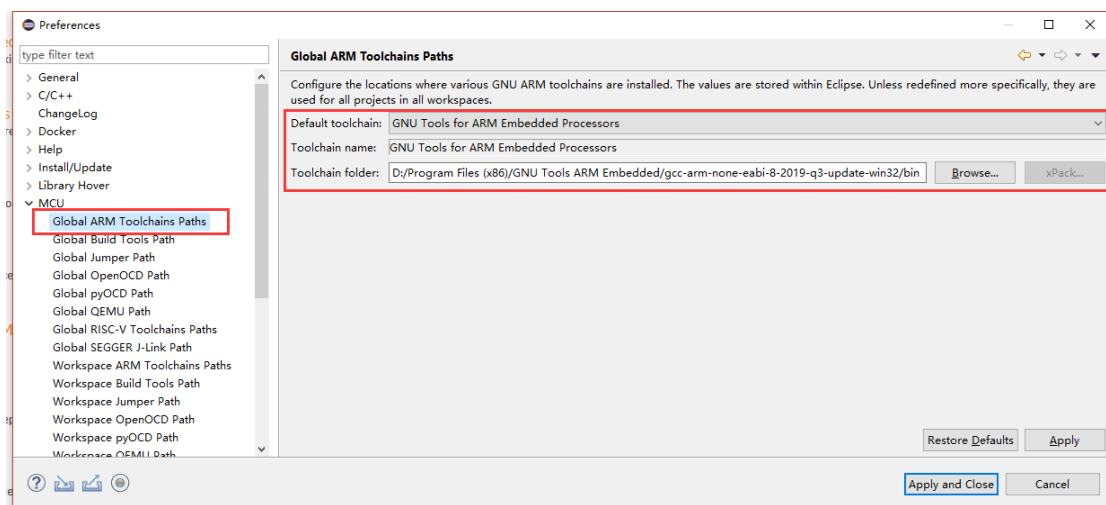 Preferences
type filter text
General
C/C++
ChangeLog
Docker
Help
Install/Update
Library Hover
MCU
Global ARM Toolchains Paths
Global Build Tools Path
Global Jumper Path
Global OpenOCD Path
Global pyOCD Path
Global QEMU Path
Global RISC-V Toolchains Paths
Global SEGGER J-Link Path
Workspace ARM Toolchains Paths
Workspace Build Tools Path
Workspace Jumper Path
Workspace OpenOCD Path
Workspace pyOCD Path
Workspace QEMU Path
Global ARM Toolchains Paths
Configure the locations where various GNU ARM toolchains are installed. The values are stored within Eclipse. Unless redefined more specifically, they are
used for all projects in all workspaces.
Default toolchain: GNU Tools for ARM Embedded Processors
Toolchain name: GNU Tools for ARM Embedded Processors
Toolchain folder: D:/Program Files (x86)/GNU Tools ARM Embedded/gcc-arm-none-eabi-8-2019-q3-update-win32/bin Browse... xPack...
Restore Defaults Apply
Apply and Close Cancel